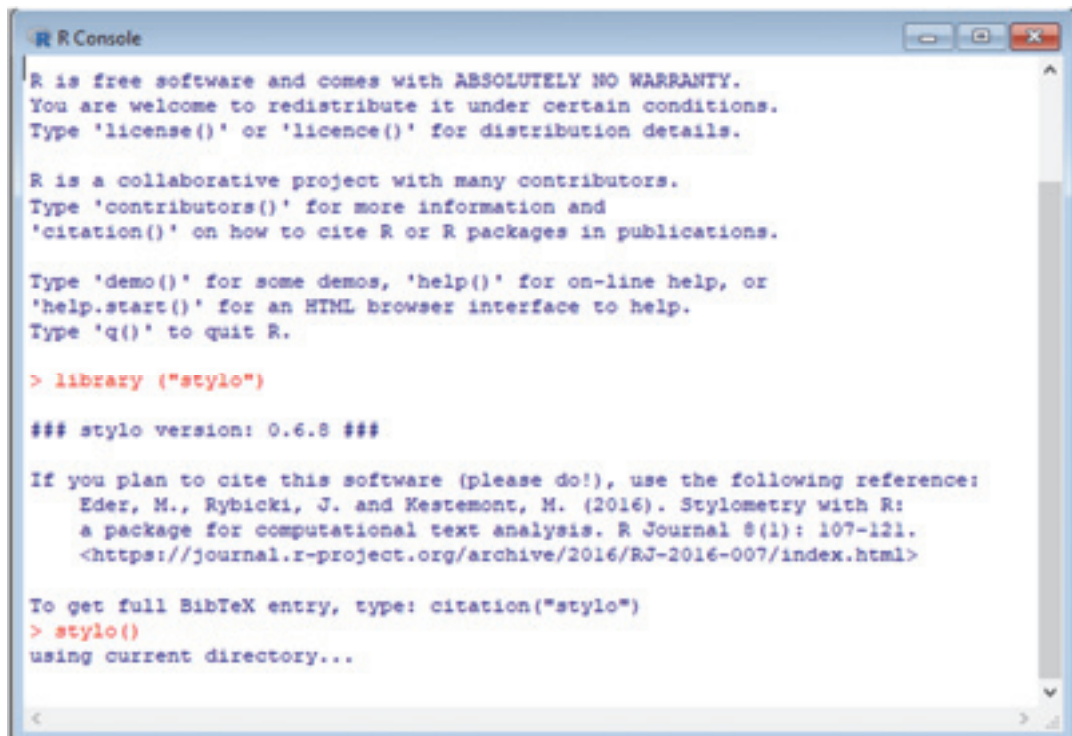 R Console
R is free software and comes with ABSOLUTELY NO WARRANTY.
You are welcome to redistribute it under certain conditions.
Type 'license()' or 'licence()' for distribution details.
R is a collaborative project with many contributors.
Type 'contributors()' for more information and
'citation()' on how to cite R or R packages in publications.
Type 'demo()' for some demos, 'help()' for on-line help, or
'help.start()' for an HTML browser interface to help.
Type 'q()' to quit R.
> library ("stylo")
### stylo version: 0.6.8 ###
If you plan to cite this software (please do!), use the following reference:
Eder, M., Rybicki, J. and Kestemont, M. (2016). Stylometry with R:
a package for computational text analysis. R Journal 8(1): 107-121.
<https://journal.r-project.org/archive/2016/RJ-2016-007/index.html>
To get full BibTeX entry, type: citation("stylo")
> stylo()
using current directory...